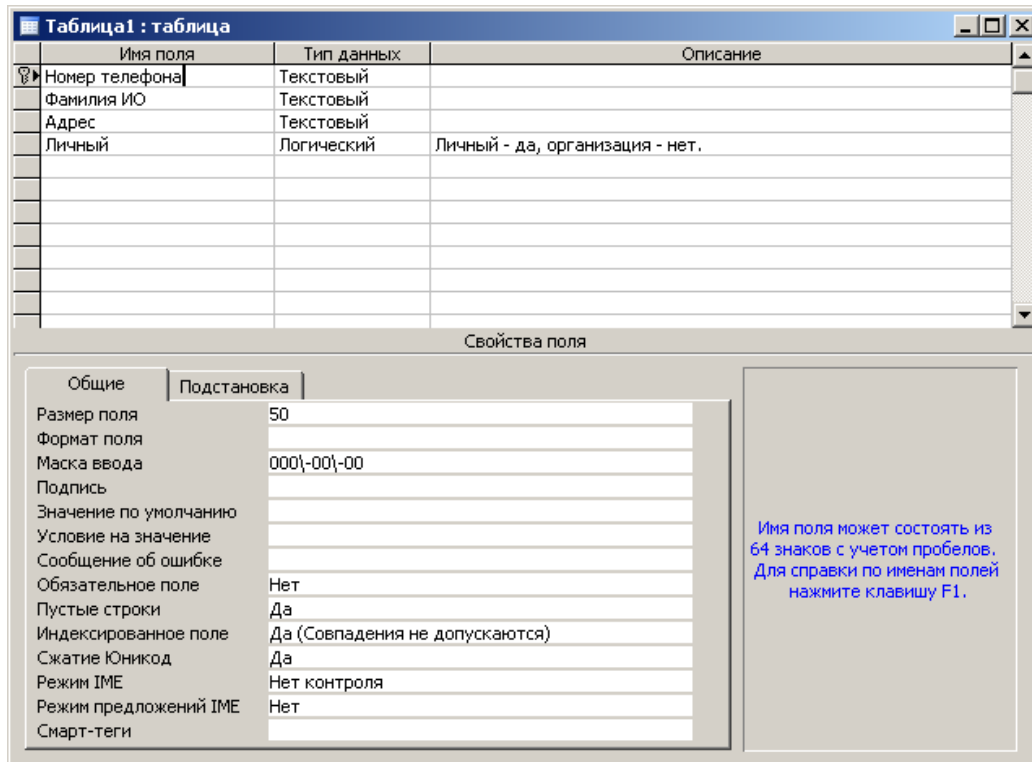 Таблица1 : таблица
Имя поля Тип данных Описание
Номер телефона Текстовый
Фамилия ИО Текстовый
Адрес Текстовый
Личный Логический Личный - да, организация - нет.
Свойства поля
Общие Подстановка
Размер поля 50
Формат поля
Маска ввода 000\-00\-00
Подпись
Значение по умолчанию
Условие на значение
Сообщение об ошибке
Обязательное поле Нет
Пустые строки Да
Индексированное поле Да (Совпадения не допускаются)
Сжатие Юникод Да
Режим IME Нет контроля
Режим предложений IME Нет
Смарт-теги
Имя поля может состоять из
64 знаков с учетом пробелов.
Для справки по именам полей
нажмите клавишу F1.